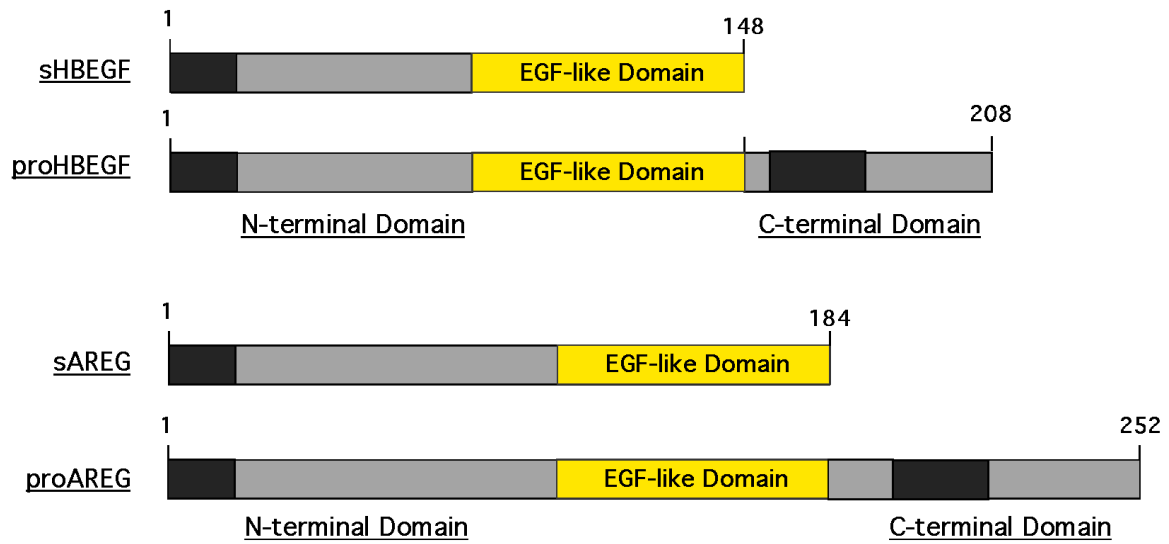 1
148
sHBEGF
EGF-like Domain
1
208
proHBEGF
EGF-like Domain
N-terminal Domain
C-terminal Domain
1
184
sAREG
EGF-like Domain
1
252
proAREG
EGF-like Domain
N-terminal Domain
C-terminal Domain